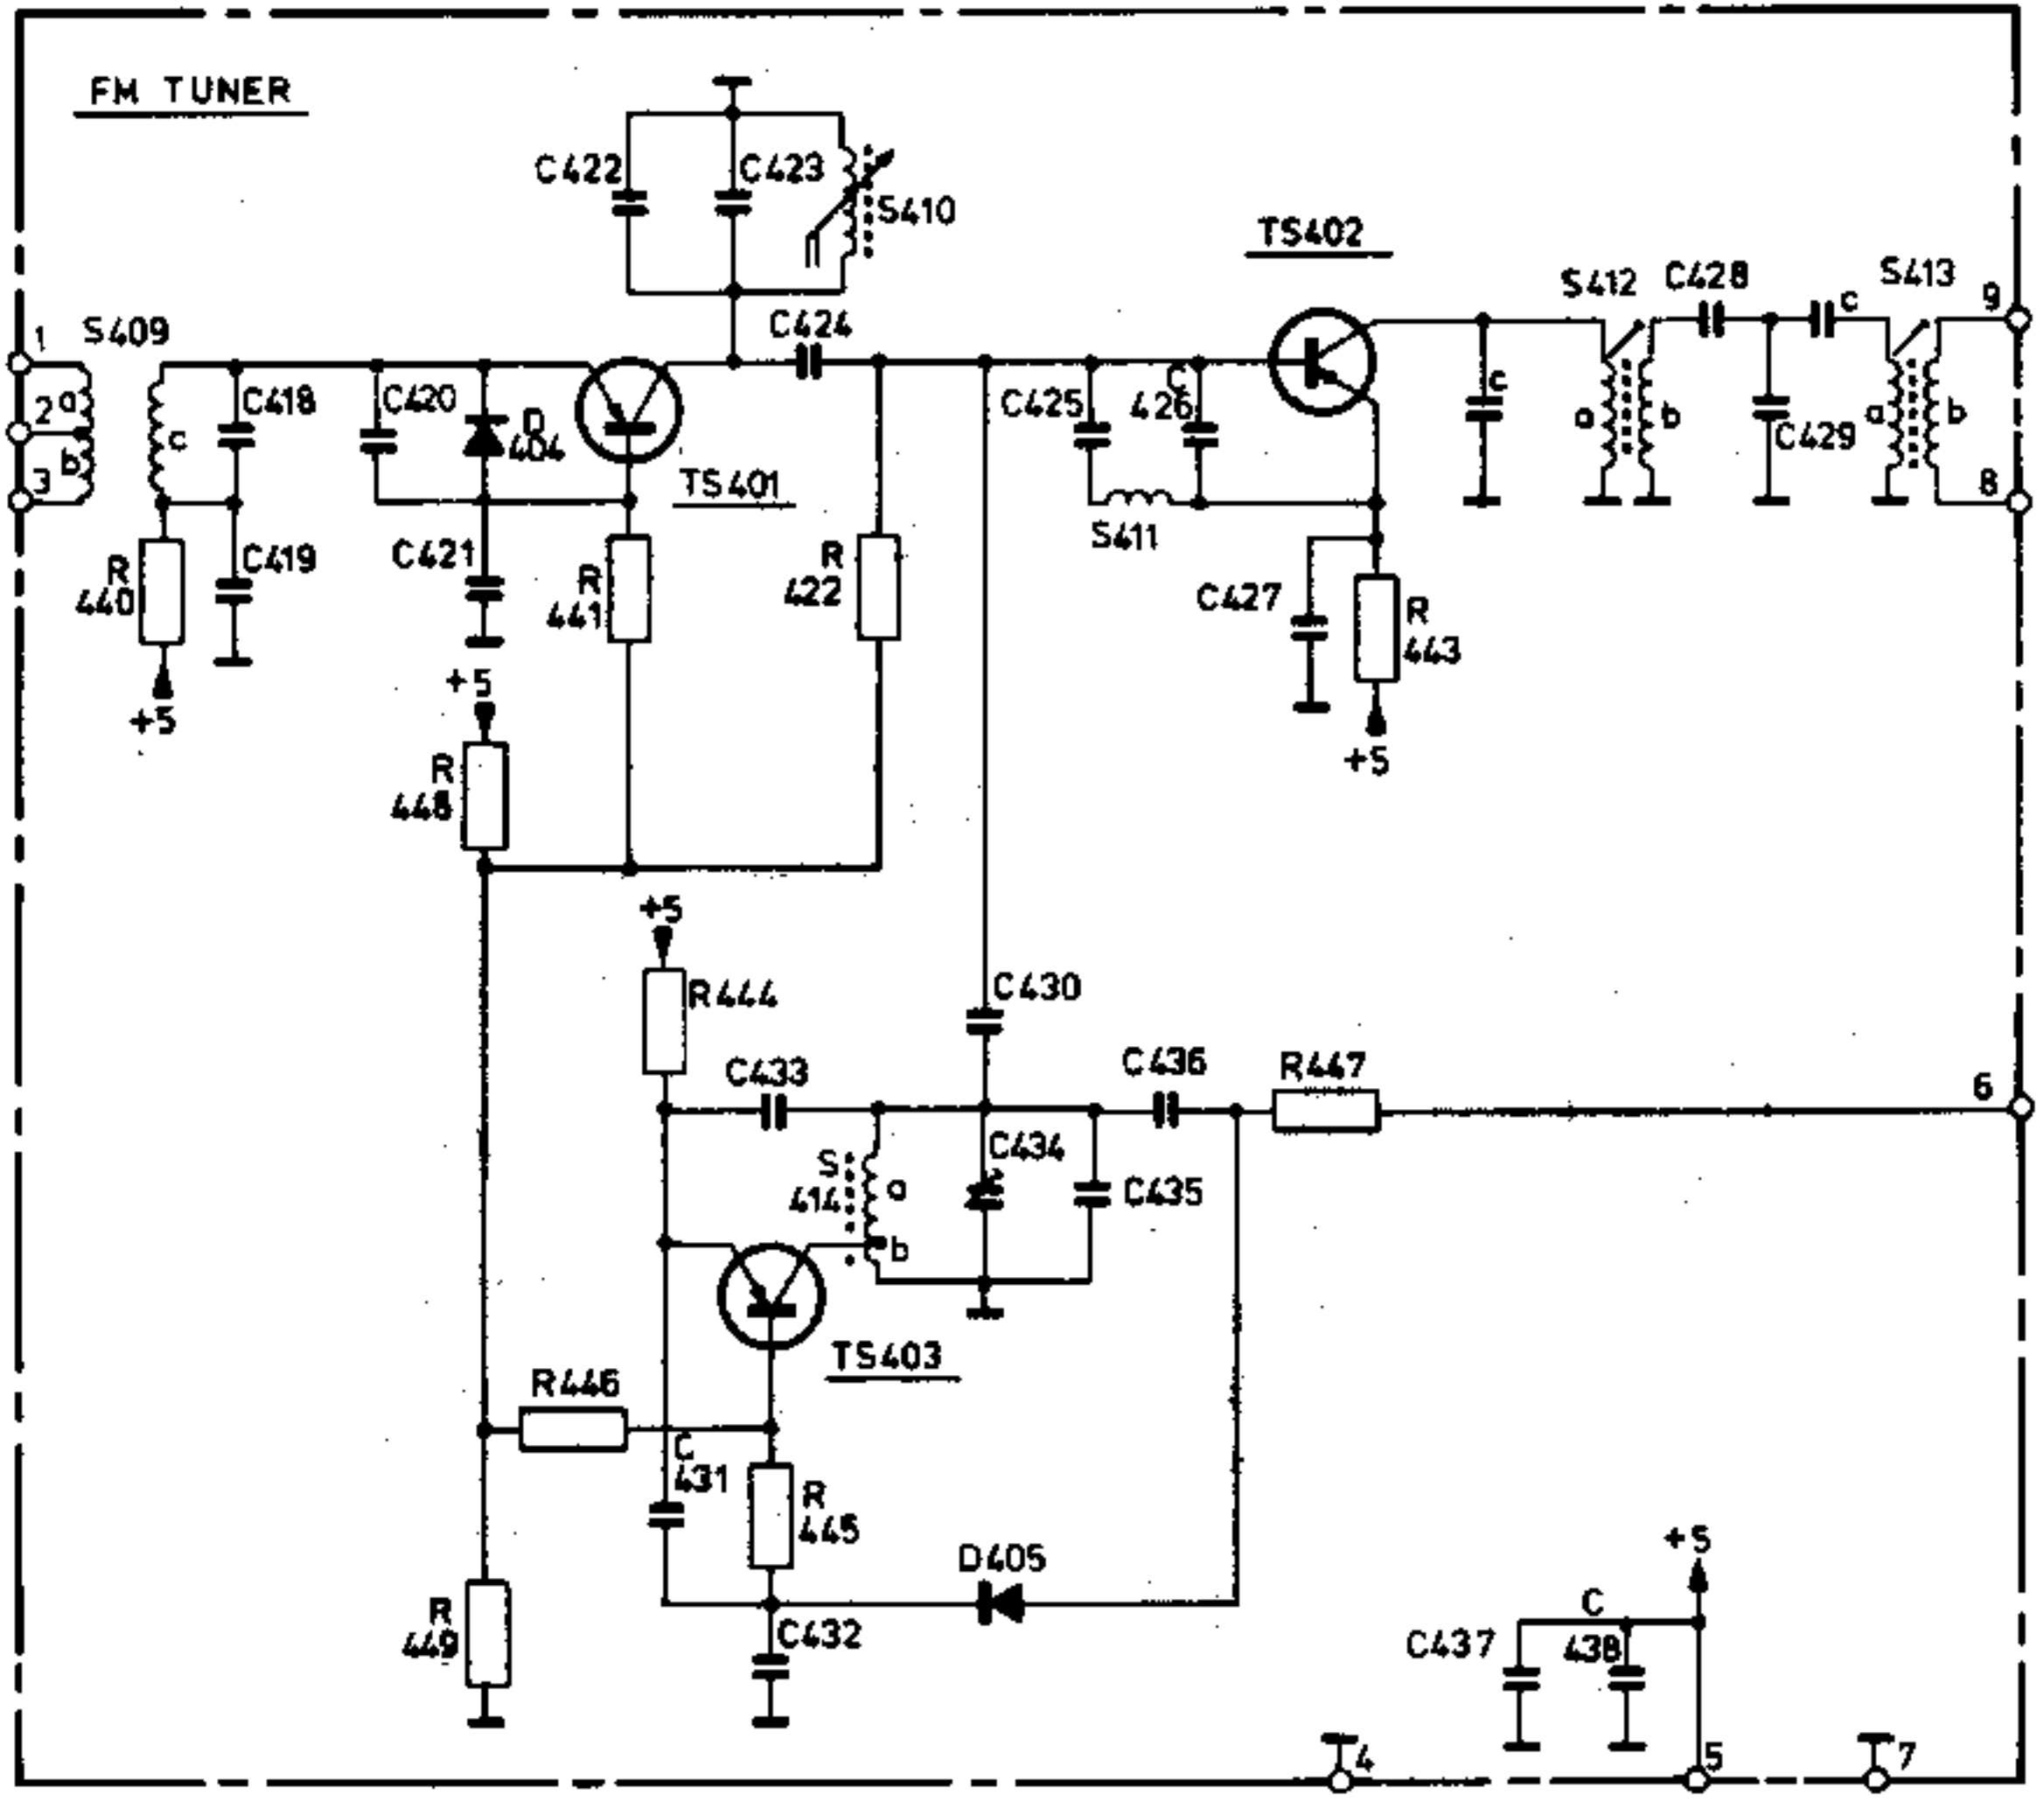 FM TUNER
C422
C423
S410
TS402
S412
C428
c
S413
9
1
S409
C424
2
a
C418
C420
D
404
c
C425
C
426
c
a
b
C429
a
b
3
b
c
TS401
S411
8
R
440
C419
C421
R
441
R
422
C427
R
443
+5
+5
+5
R
448
+5
R444
C430
C433
C436
R447
6
S
414
a
C434
C435
b
TS403
R446
C
431
R
445
D405
R
449
C432
+5
C437
C
438
4
5
7